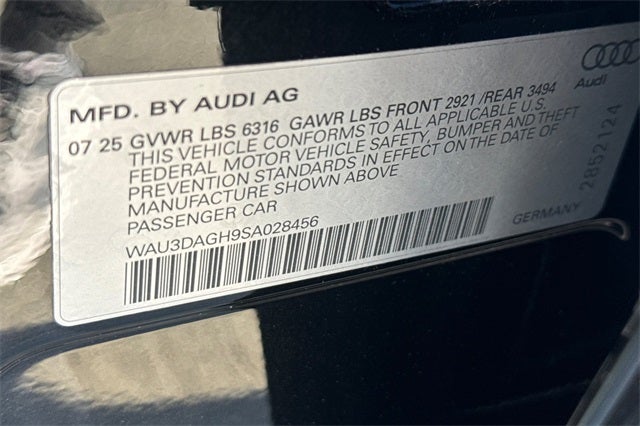 MFD. BY AUDI AG
07 25 GVWR LBS 6316 GAWR LBS FRONT 2921 /REAR 3494
THIS VEHICLE CONFORMS TO ALL APPLICABLE U.S.
FEDERAL MOTOR VEHICLE SAFETY, BUMPER AND THEFT
PREVENTION STANDARDS IN EFFECT ON THE DATE OF
MANUFACTURE SHOWN ABOVE
PASSENGER CAR
WAU3DAGH9SA028456
GERMANY
Audi
2852124